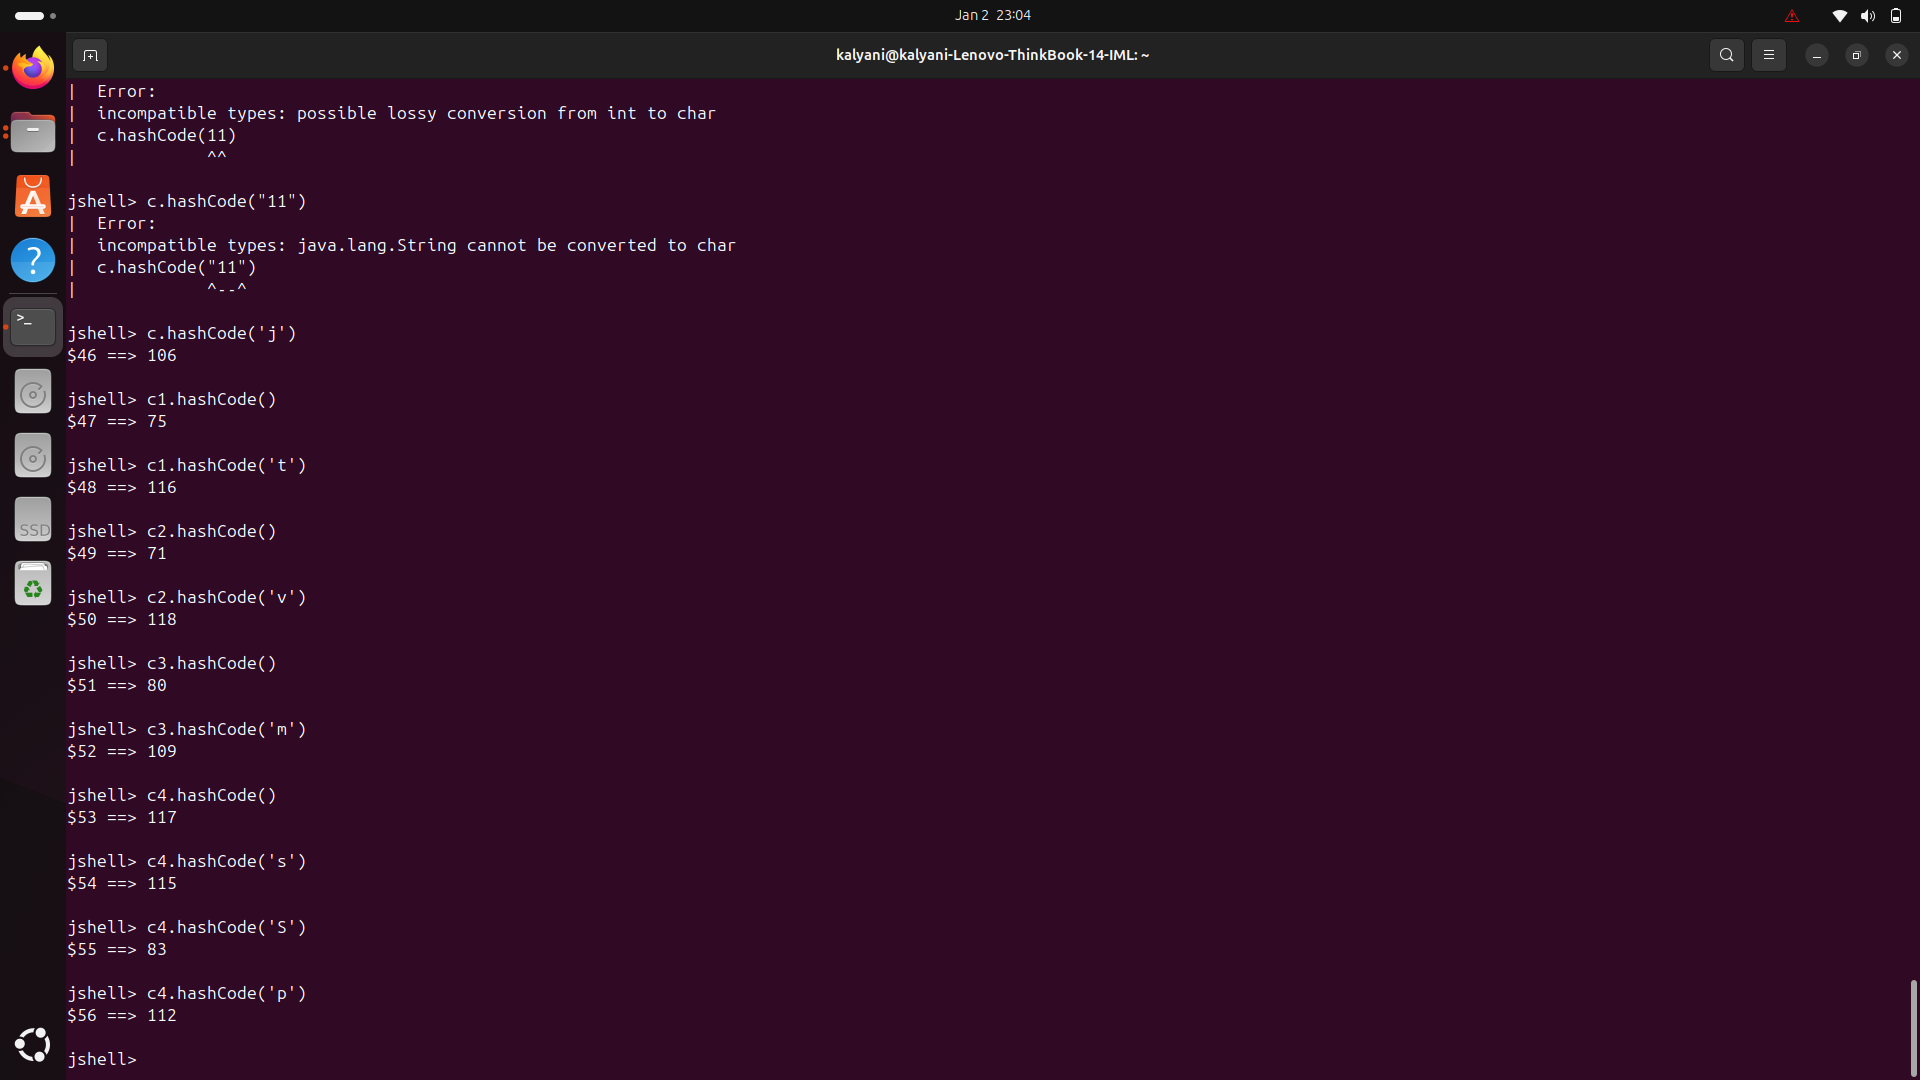 Jan 2 23:04
kalyani@kalyani-Lenovo-ThinkBook-14-IML: ~
|  Error:
|  incompatible types: possible lossy conversion from int to char
|  c.hashCode(11)
|             ^^
jshell> c.hashCode("11")
|  Error:
|  incompatible types: java.lang.String cannot be converted to char
|  c.hashCode("11")
|             ^--^
jshell> c.hashCode('j')
$46 ==> 106
jshell> c1.hashCode()
$47 ==> 75
jshell> c1.hashCode('t')
$48 ==> 116
jshell> c2.hashCode()
$49 ==> 71
jshell> c2.hashCode('v')
$50 ==> 118
jshell> c3.hashCode()
$51 ==> 80
jshell> c3.hashCode('m')
$52 ==> 109
jshell> c4.hashCode()
$53 ==> 117
jshell> c4.hashCode('s')
$54 ==> 115
jshell> c4.hashCode('S')
$55 ==> 83
jshell> c4.hashCode('p')
$56 ==> 112
jshell>
>_
SSD